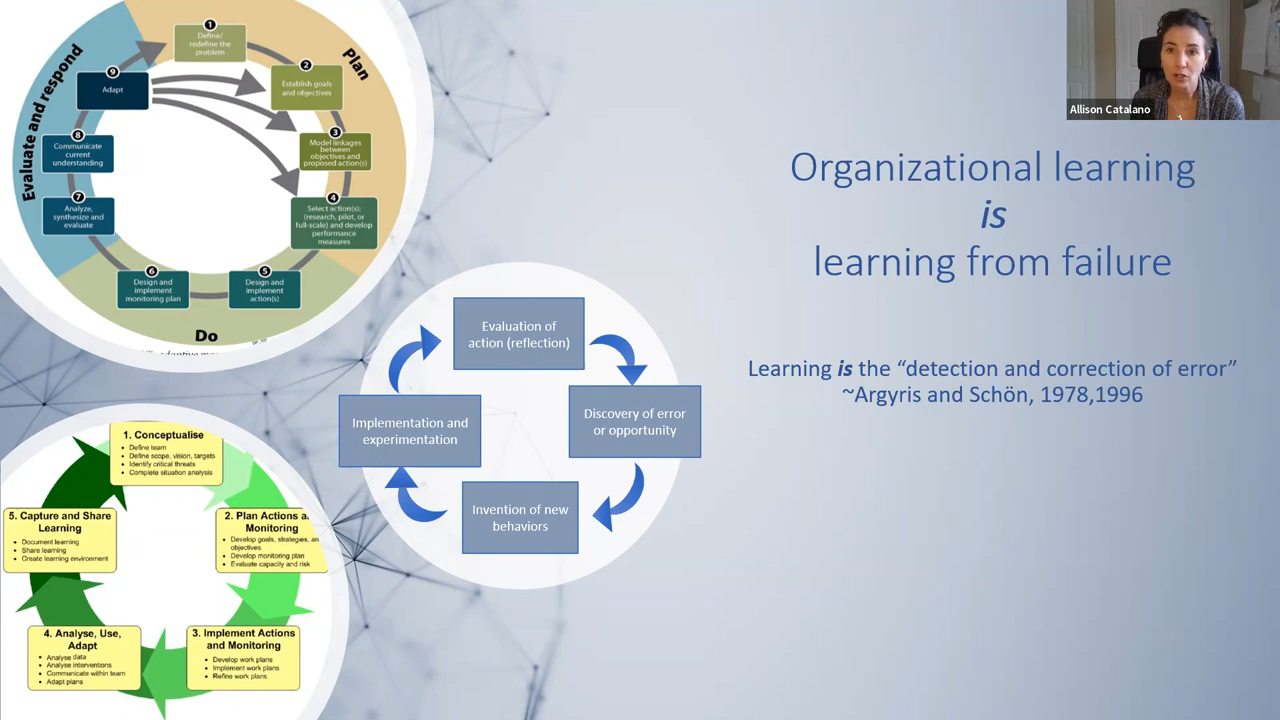 Evaluate and respond
Plan
Do
1
Define/
redefine the
problem
2
Establish goals
and objectives
3
Model linkages
between
objectives and
proposed action(s)
4
Select action(s):
(research, pilot, or
full-scale) and develop
performance
measures
5
Design and
implement
action(s)
6
Design and
implement
monitoring plan
7
Analyze,
synthesize and
evaluate
8
Communicate
current
understanding
9
Adapt
Evaluation of
action (reflection)
Discovery of error
or opportunity
Invention of new
behaviors
Implementation and
experimentation
1. Conceptualise
• Define team
• Define scope, vision, targets
• Identify critical threats
• Complete situation analysis
2. Plan Actions a
Monitoring
• Develop goals, strategies, an
objectives
• Develop monitoring plan
• Evaluate capacity and risk
3. Implement Actions
and Monitoring
• Develop work plans
• Implement work plans
• Refine work plans
4. Analyse, Use,
Adapt
• Analyse data
• Analyse interventions
• Communicate within team
• Adapt plans
5. Capture and Share
Learning
• Document learning
• Share learning
• Create learning environment
Allison Catalano
Organizational learning
is
learning from failure
Learning is the “detection and correction of error”
~Argyris and Schön, 1978,1996